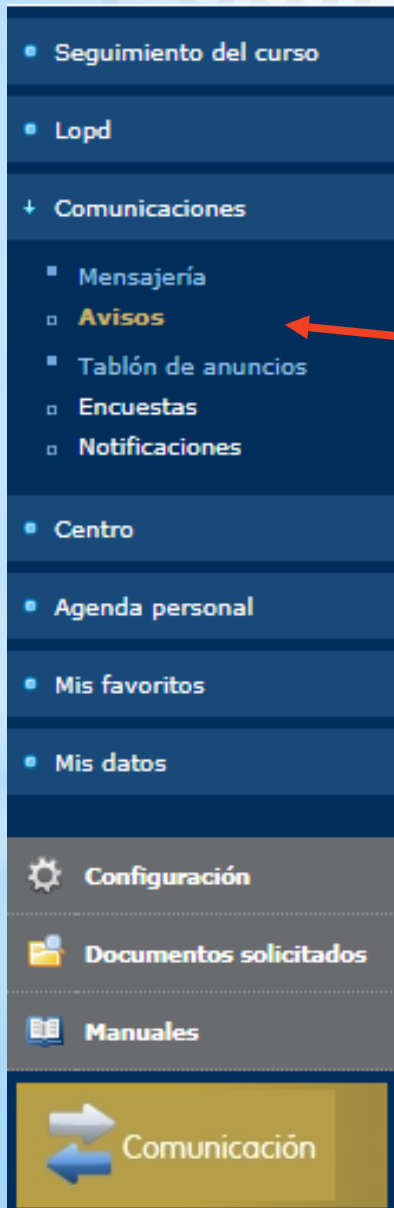 Seguimiento del curso
Lopd
Comunicaciones
Mensajería
Avisos
Tablón de anuncios
Encuestas
Notificaciones
Centro
Agenda personal
Mis favoritos
Mis datos
Configuración
Documentos solicitados
Manuales
Comunicación